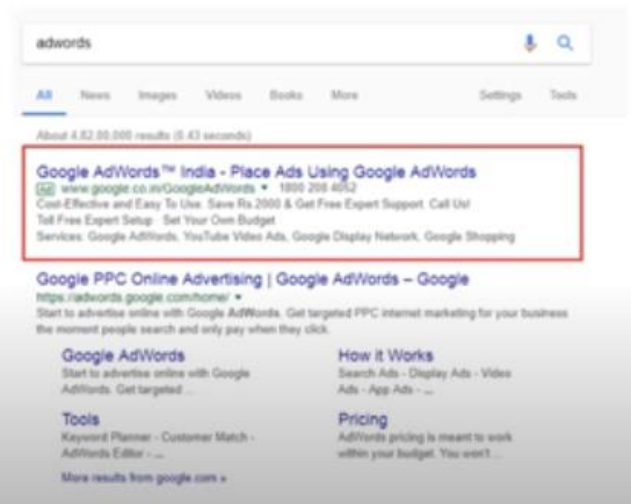 adwords
All News Images Videos Books More Settings Tools
About 4,82,00,000 results (0.43 seconds)
Google AdWords™ India - Place Ads Using Google AdWords
Ad www.google.co.in/GoogleAdWords ▾ 1800 208 4052
Cost-Effective and Easy To Use. Save Rs.2000 & Get Free Expert Support. Call Us!
Toll Free Expert Setup · Set Your Own Budget
Services: Google AdWords, YouTube Video Ads, Google Display Network, Google Shopping
Google PPC Online Advertising | Google AdWords – Google
https://adwords.google.com/home/ ▾
Start to advertise online with Google AdWords. Get targeted PPC internet marketing for your business
the moment people search and only pay when they click.
Google AdWords
Start to advertise online with Google
AdWords. Get targeted ...
How it Works
Search Ads - Display Ads - Video
Ads - App Ads - ...
Tools
Keyword Planner - Customer Match -
AdWords Editor - ...
Pricing
AdWords pricing is meant to work
within your budget. You won't ...
More results from google.com »